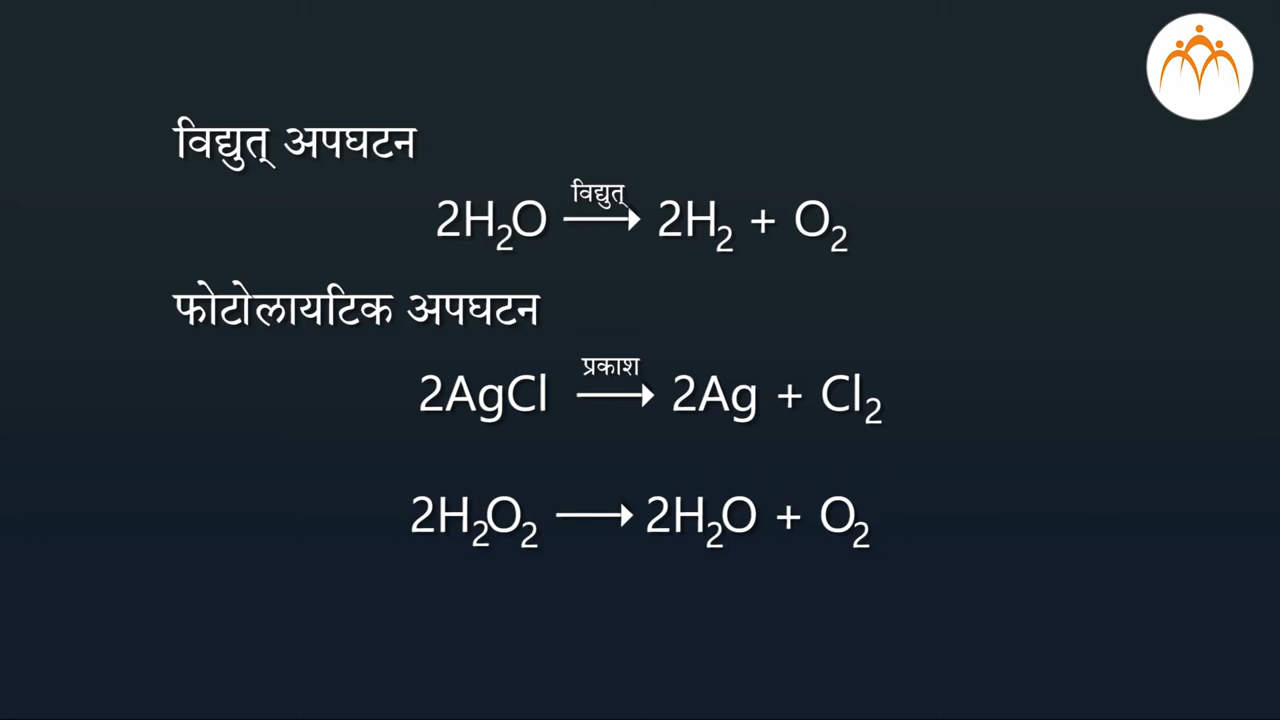 विद्युत् अपघटन
विद्युत्
2H₂O ⟶ 2H₂ + O₂
फोटोलायटिक अपघटन
प्रकाश
2AgCl ⟶ 2Ag + Cl₂
2H₂O₂ ⟶ 2H₂O + O₂